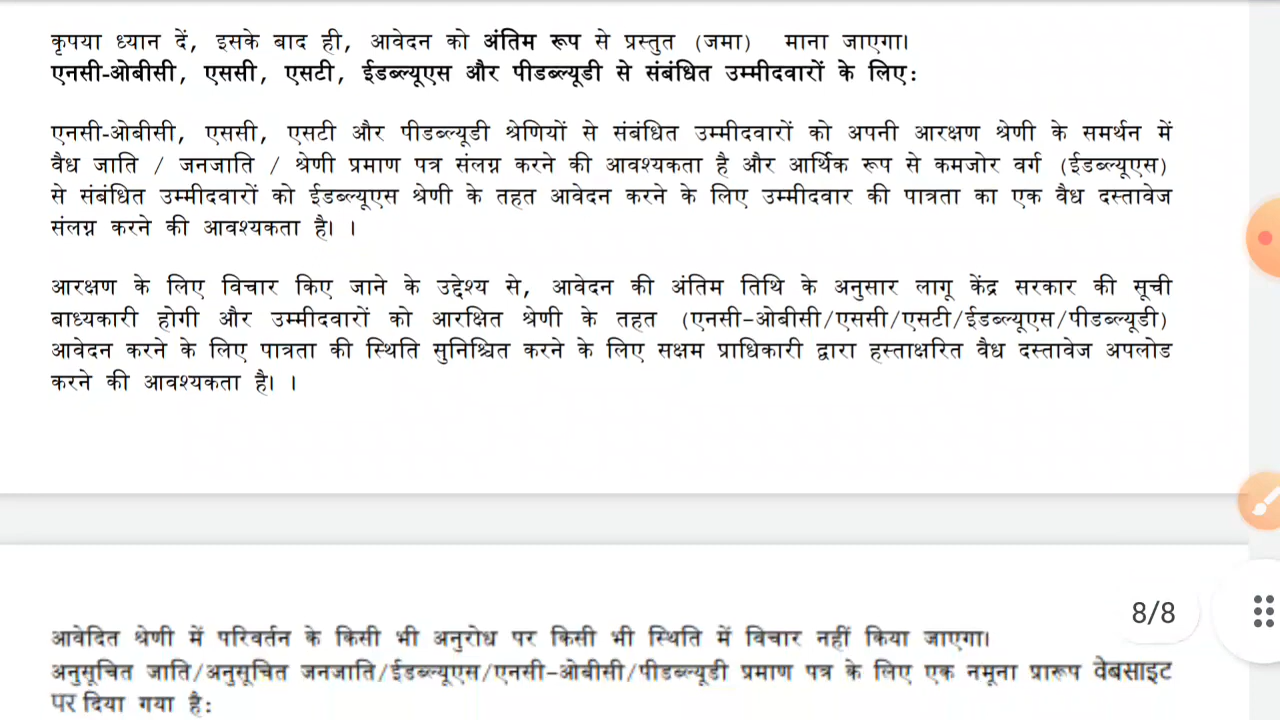 कृपया ध्यान दें, इसके बाद ही, आवेदन को अंतिम रूप से प्रस्तुत (जमा) माना जाएगा।
एनसी-ओबीसी, एससी, एसटी, ईडब्ल्यूएस और पीडब्ल्यूडी से संबंधित उम्मीदवारों के लिए:
एनसी-ओबीसी, एससी, एसटी और पीडब्ल्यूडी श्रेणियों से संबंधित उम्मीदवारों को अपनी आरक्षण श्रेणी के समर्थन में
वैध जाति / जनजाति / श्रेणी प्रमाण पत्र संलग्न करने की आवश्यकता है और आर्थिक रूप से कमजोर वर्ग (ईडब्ल्यूएस)
से संबंधित उम्मीदवारों को ईडब्ल्यूएस श्रेणी के तहत आवेदन करने के लिए उम्मीदवार की पात्रता का एक वैध दस्तावेज
संलग्न करने की आवश्यकता है। ।
आरक्षण के लिए विचार किए जाने के उद्देश्य से, आवेदन की अंतिम तिथि के अनुसार लागू केंद्र सरकार की सूची
बाध्यकारी होगी और उम्मीदवारों को आरक्षित श्रेणी के तहत (एनसी-ओबीसी/एससी/एसटी/ईडब्ल्यूएस/पीडब्ल्यूडी)
आवेदन करने के लिए पात्रता की स्थिति सुनिश्चित करने के लिए सक्षम प्राधिकारी द्वारा हस्ताक्षरित वैध दस्तावेज अपलोड
करने की आवश्यकता है। ।
8/8
आवेदित श्रेणी में परिवर्तन के किसी भी अनुरोध पर किसी भी स्थिति में विचार नहीं किया जाएगा।
अनुसूचित जाति/अनुसूचित जनजाति/ईडब्ल्यूएस/एनसी-ओबीसी/पीडब्ल्यूडी प्रमाण पत्र के लिए एक नमूना प्रारूप वेबसाइट
पर दिया गया है: